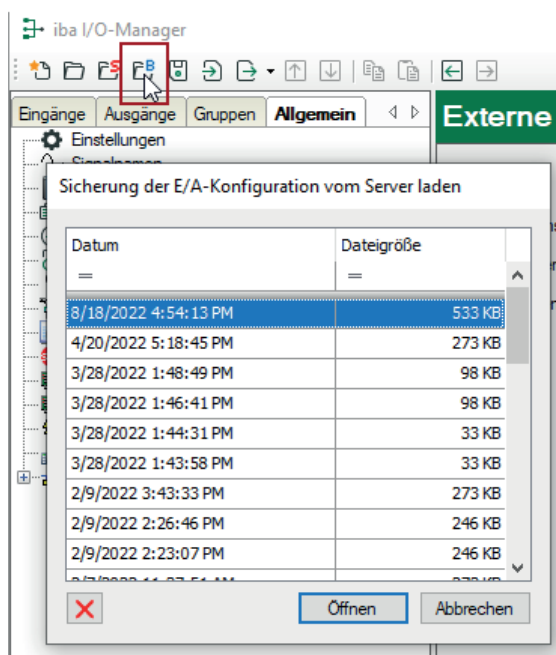 iba I/O-Manager
Eingänge Ausgänge Gruppen Allgemein Externe
Einstellungen
Signalnamen
Sicherung der E/A-Konfiguration vom Server laden
Datum Dateigröße
= =
8/18/2022 4:54:13 PM 533 KB
4/20/2022 5:18:45 PM 273 KB
3/28/2022 1:48:49 PM 98 KB
3/28/2022 1:46:41 PM 98 KB
3/28/2022 1:44:31 PM 33 KB
3/28/2022 1:43:58 PM 33 KB
2/9/2022 3:43:33 PM 273 KB
2/9/2022 2:26:46 PM 246 KB
2/9/2022 2:23:07 PM 246 KB
Öffnen Abbrechen